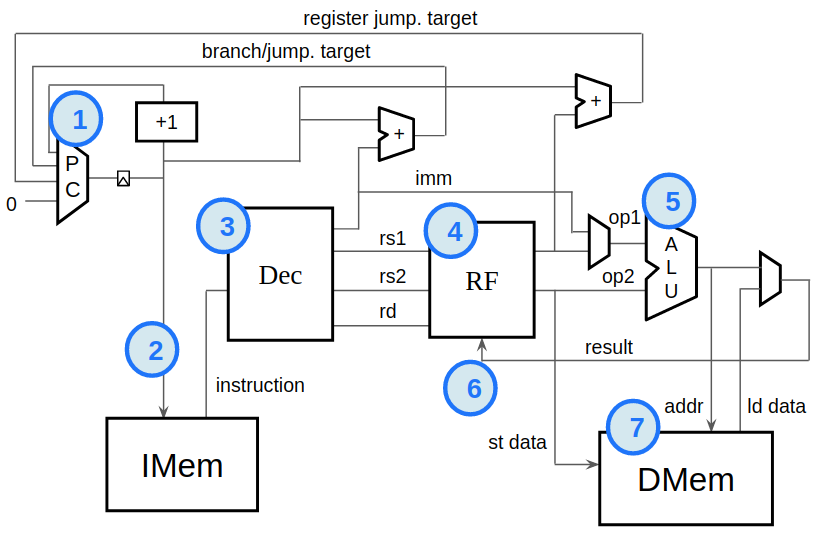 register jump. target
branch/jump. target
1
+1
+
+
P
C
0
imm
3
4
5
op1
rs1
A
Dec
rs2
RF
op2
L
U
rd
2
result
instruction
6
addr
ld data
7
st data
IMem
DMem